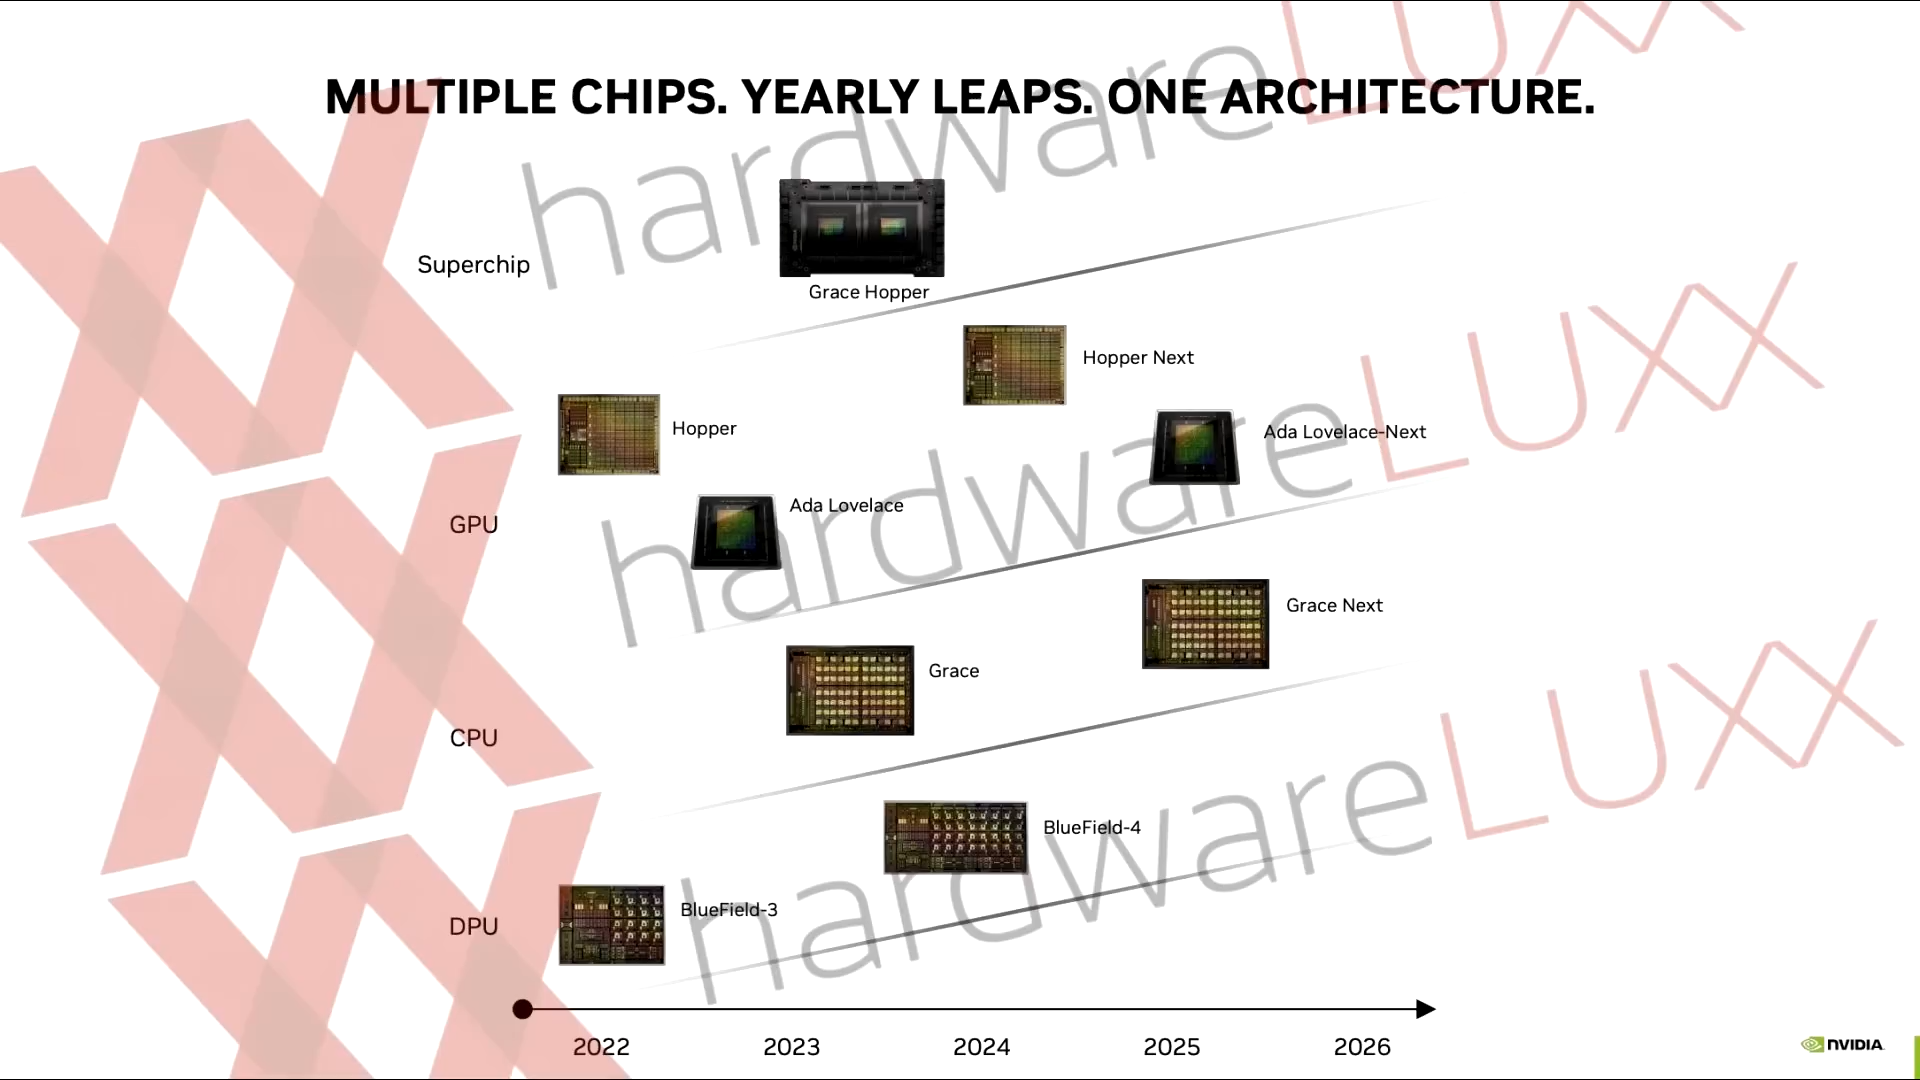 MULTIPLE CHIPS. YEARLY LEAPS. ONE ARCHITECTURE.
hardwareLUXX
Superchip
Grace Hopper
Hopper Next
Hopper
Ada Lovelace-Next
hardwareLUXX
Ada Lovelace
GPU
Grace Next
Grace
CPU
hardwareLUXX
BlueField-4
BlueField-3
DPU
2022 2023 2024 2025 2026
NVIDIA